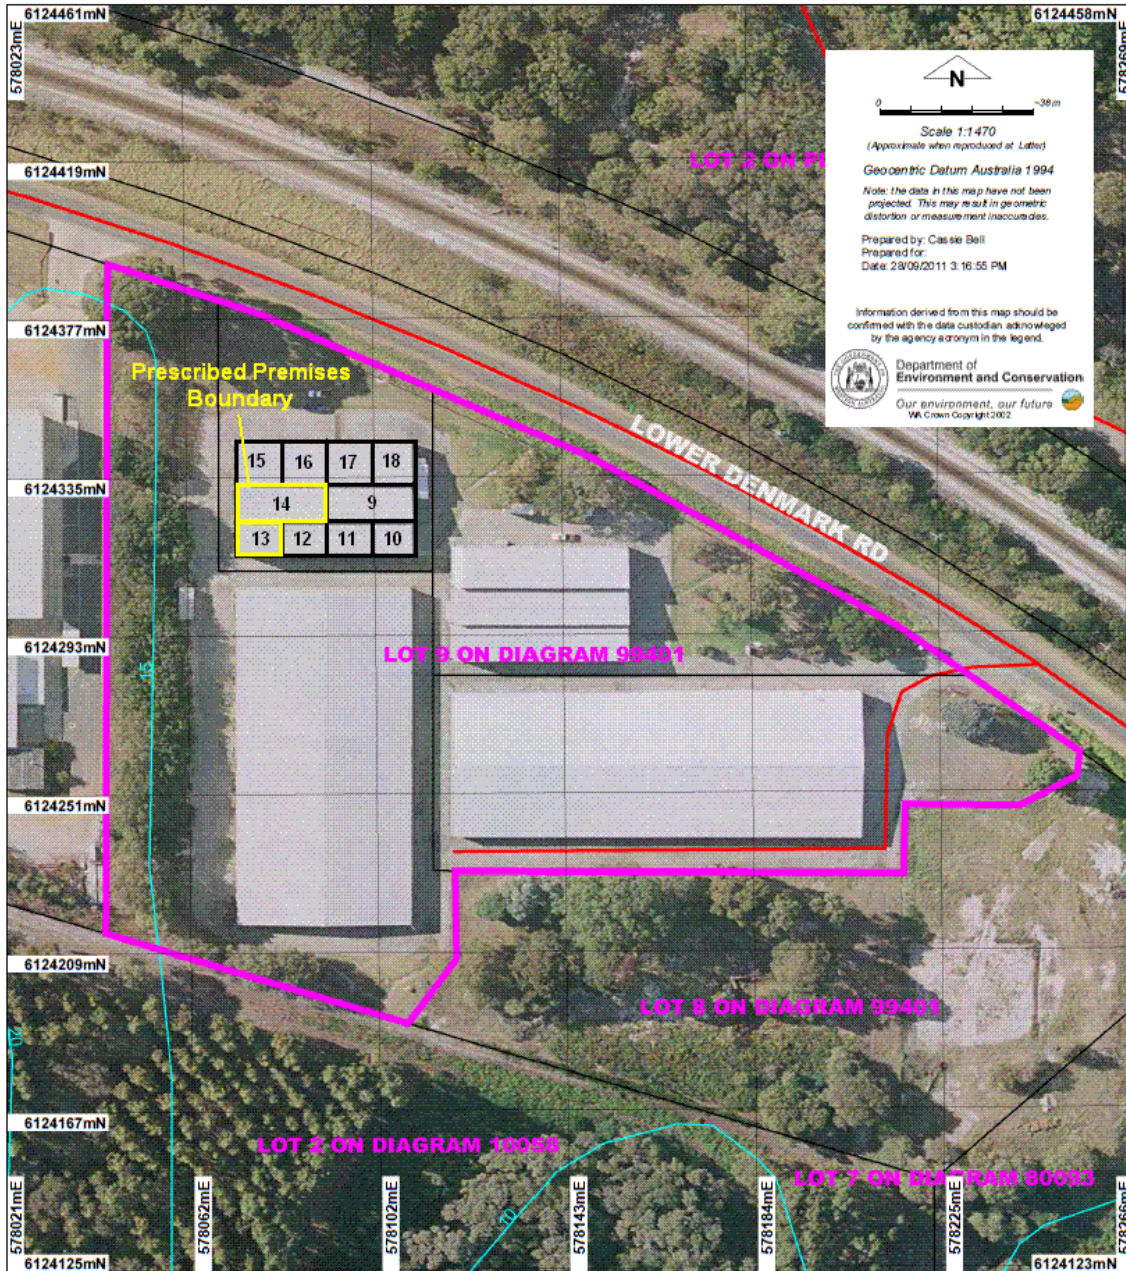 6124461mN
6124458mN
578023mE
578269mE
N
0
~38m
Scale 1:1470
(Approximate when reproduced at Letter)
Geocentric Datum Australia 1994
Note: the data in this map have not been
projected. This may result in geometric
distortion or measurement inaccuracies.
Prepared by: Cassie Bell
Prepared for:
Date: 28/09/2011 3:16:55 PM
Information derived from this map should be
confirmed with the data custodian acknowleged
by the agency acronym in the legend.
Department of
Environment and Conservation
Our environment, our future
WA Crown Copyright 2002
LOT 2 ON
6124419mN
6124377mN
Prescribed Premises
Boundary
LOWER DENMARK RD
15 16 17 18
6124335mN
14 9
13 12 11 10
6124293mN
LOT 9 ON DIAGRAM 99401
15
6124251mN
6124209mN
LOT 8 ON DIAGRAM 99401
20
6124167mN
LOT 2 ON DIAGRAM 10058
LOT 7 ON DIAGRAM 80093
10
578021mE
578062mE
578102mE
578143mE
578184mE
578225mE
578266mE
6124125mN
6124123mN